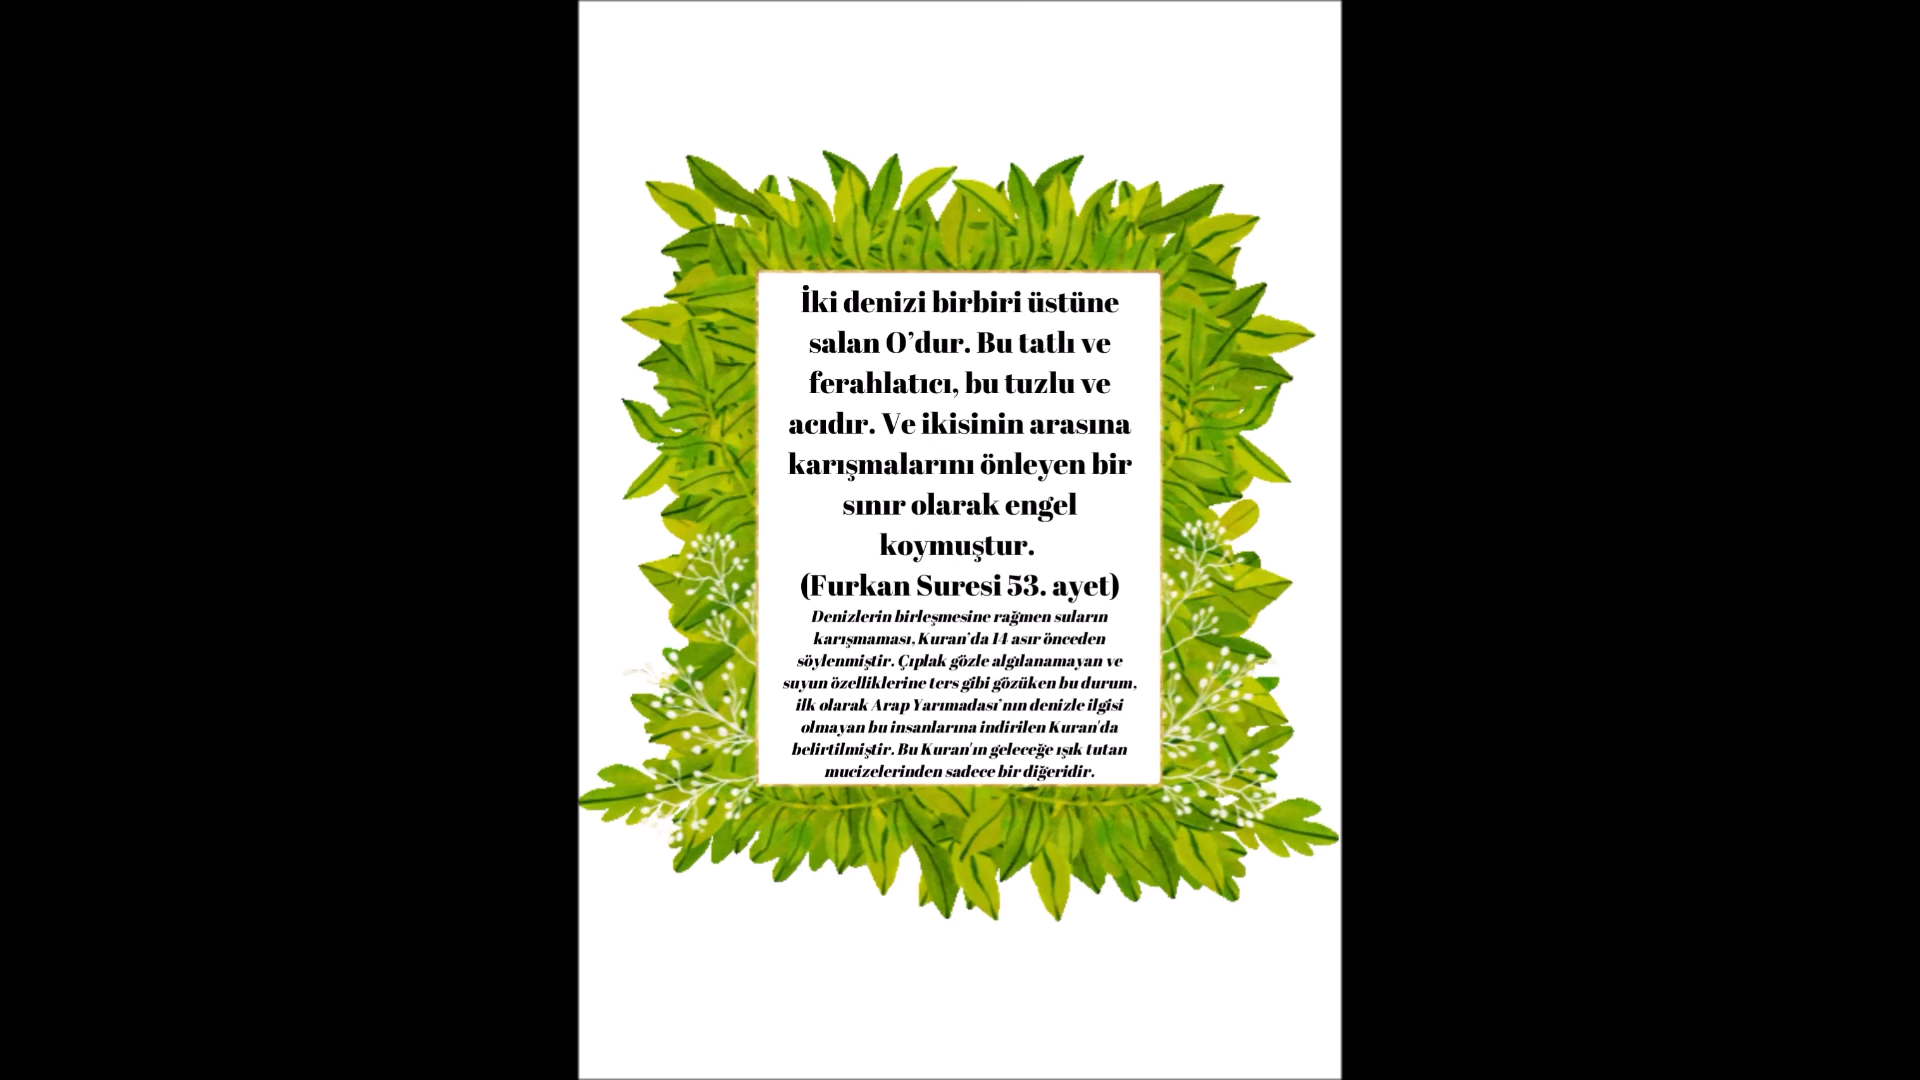 İki denizi birbiri üstüne
salan O’dur. Bu tatlı ve
ferahlatıcı, bu tuzlu ve
acıdır. Ve ikisinin arasına
karışmalarını önleyen bir
sınır olarak engel
koymuştur.
(Furkan Suresi 53. ayet)
Denizlerin birleşmesine rağmen suların
karışmaması, Kuran’da 14 asır önceden
söylenmiştir. Çıplak gözle algılanamayan ve
suyun özelliklerine ters gibi gözüken bu durum,
ilk olarak Arap Yarımadası’nın denizle ilgisi
olmayan bu insanlarına indirilen Kuran'da
belirtilmiştir. Bu Kuran'ın geleceğe ışık tutan
mucizelerinden sadece bir diğeridir.